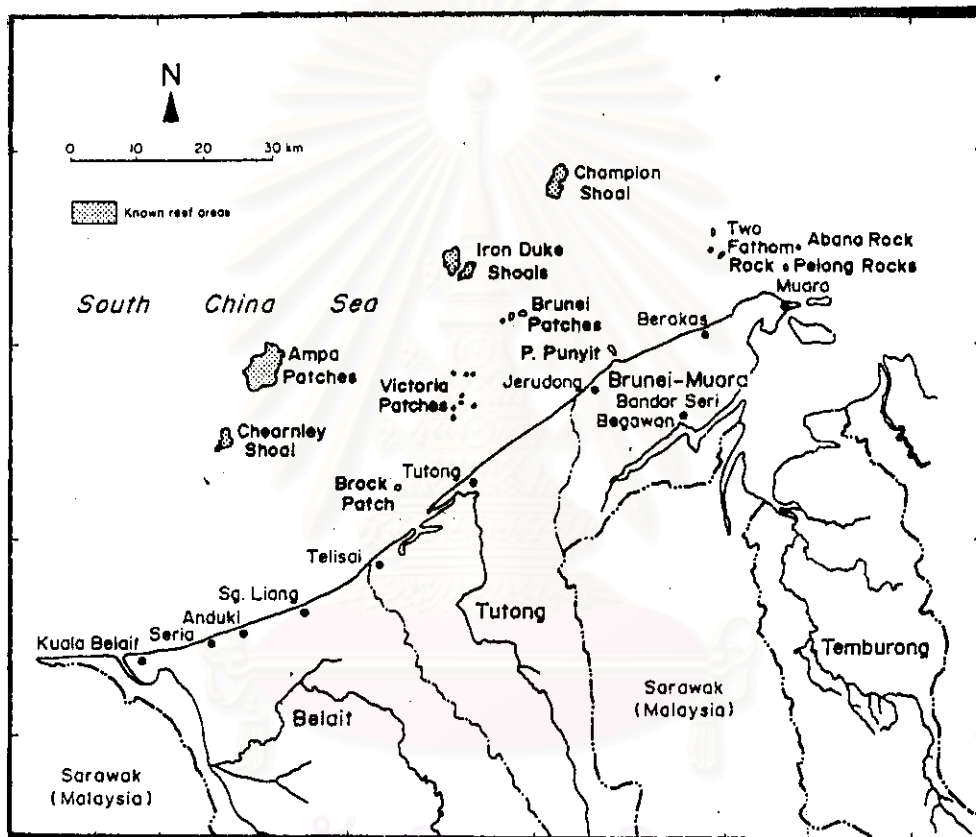 N
0 10 20 30 km
Known reef areas
Champion
Shoal
Two
Fathom
Rock
Abana Rock
Pelong Rocks
Muara
Iron Duke
Shoals
South China Sea
Brunei
Patches
Berakas
P. Punyit
Ampa
Patches
Victoria
Patches
Jerudong
Brunei-Muara
Bandor Seri
Begawan
Chearnley
Shoal
Tutong
Brock
Patch
Telisai
Sg. Liang
Anduki
Seria
Kuala Belait
Tutong
Temburong
Belait
Sarawak
(Malaysia)
Sarawak
(Malaysia)